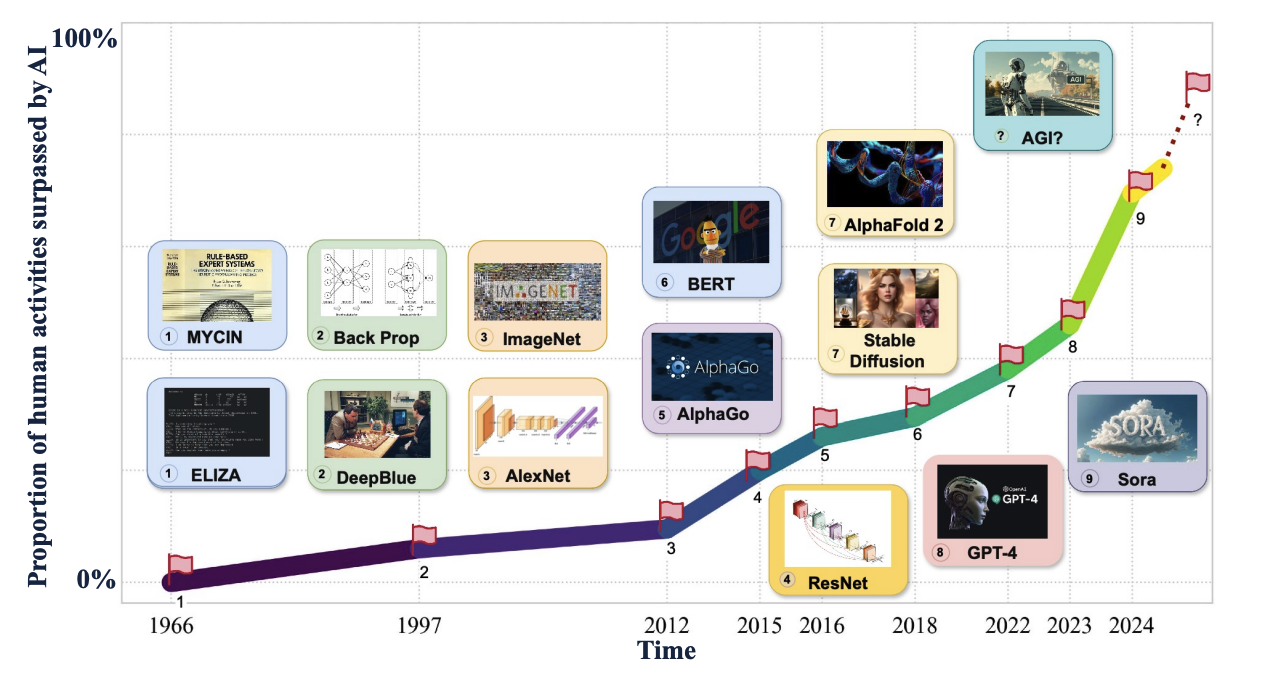 100%
Proportion of human activities surpassed by AI
0%
RULE-BASED
EXPERT SYSTEMS
1 MYCIN
2 Back Prop
IMAGENET
3 ImageNet
1 ELIZA
2 DeepBlue
3 AlexNet
Google
6 BERT
AlphaGo
5 AlphaGo
7 AlphaFold 2
7 Stable
Diffusion
AGI
? AGI?
4 ResNet
OpenAI
GPT-4
8 GPT-4
SORA
9 Sora
1
2
3
4
5
6
7
8
9
?
1966
1997
2012
2015
2016
2018
2022
2023
2024
Time